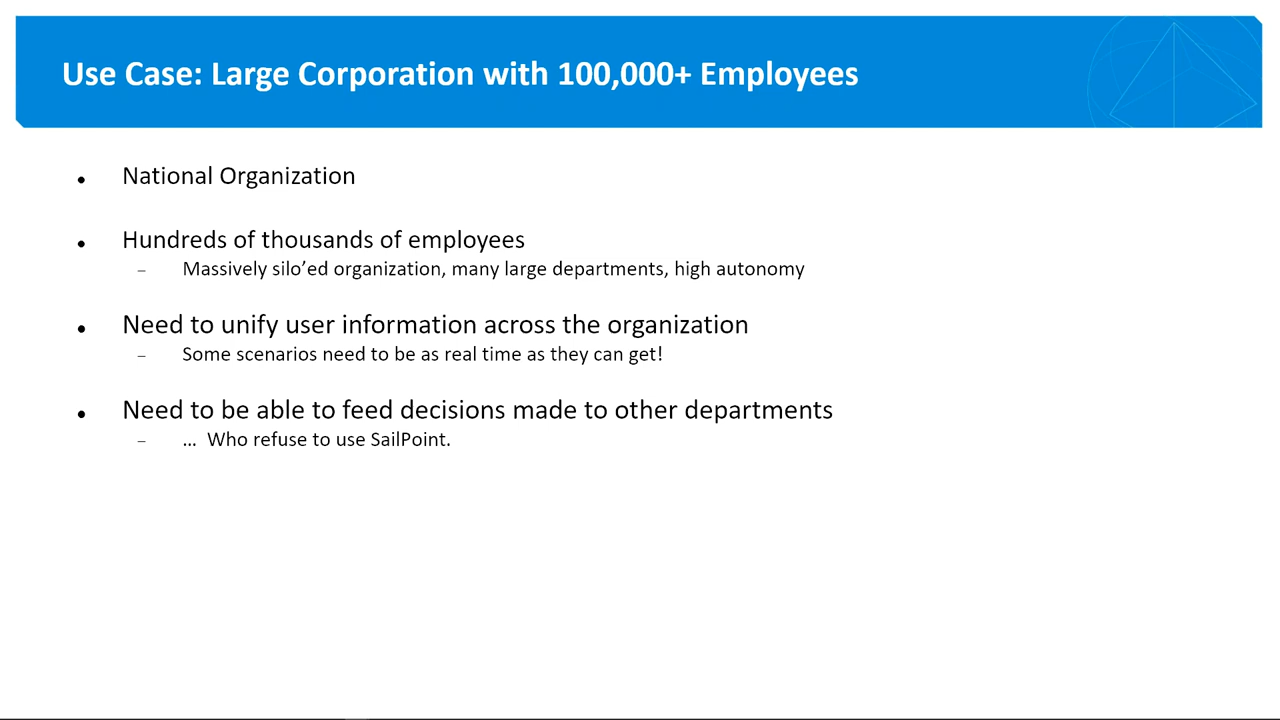 Use Case: Large Corporation with 100,000+ Employees
• National Organization
• Hundreds of thousands of employees
– Massively silo’ed organization, many large departments, high autonomy
• Need to unify user information across the organization
– Some scenarios need to be as real time as they can get!
• Need to be able to feed decisions made to other departments
– … Who refuse to use SailPoint.